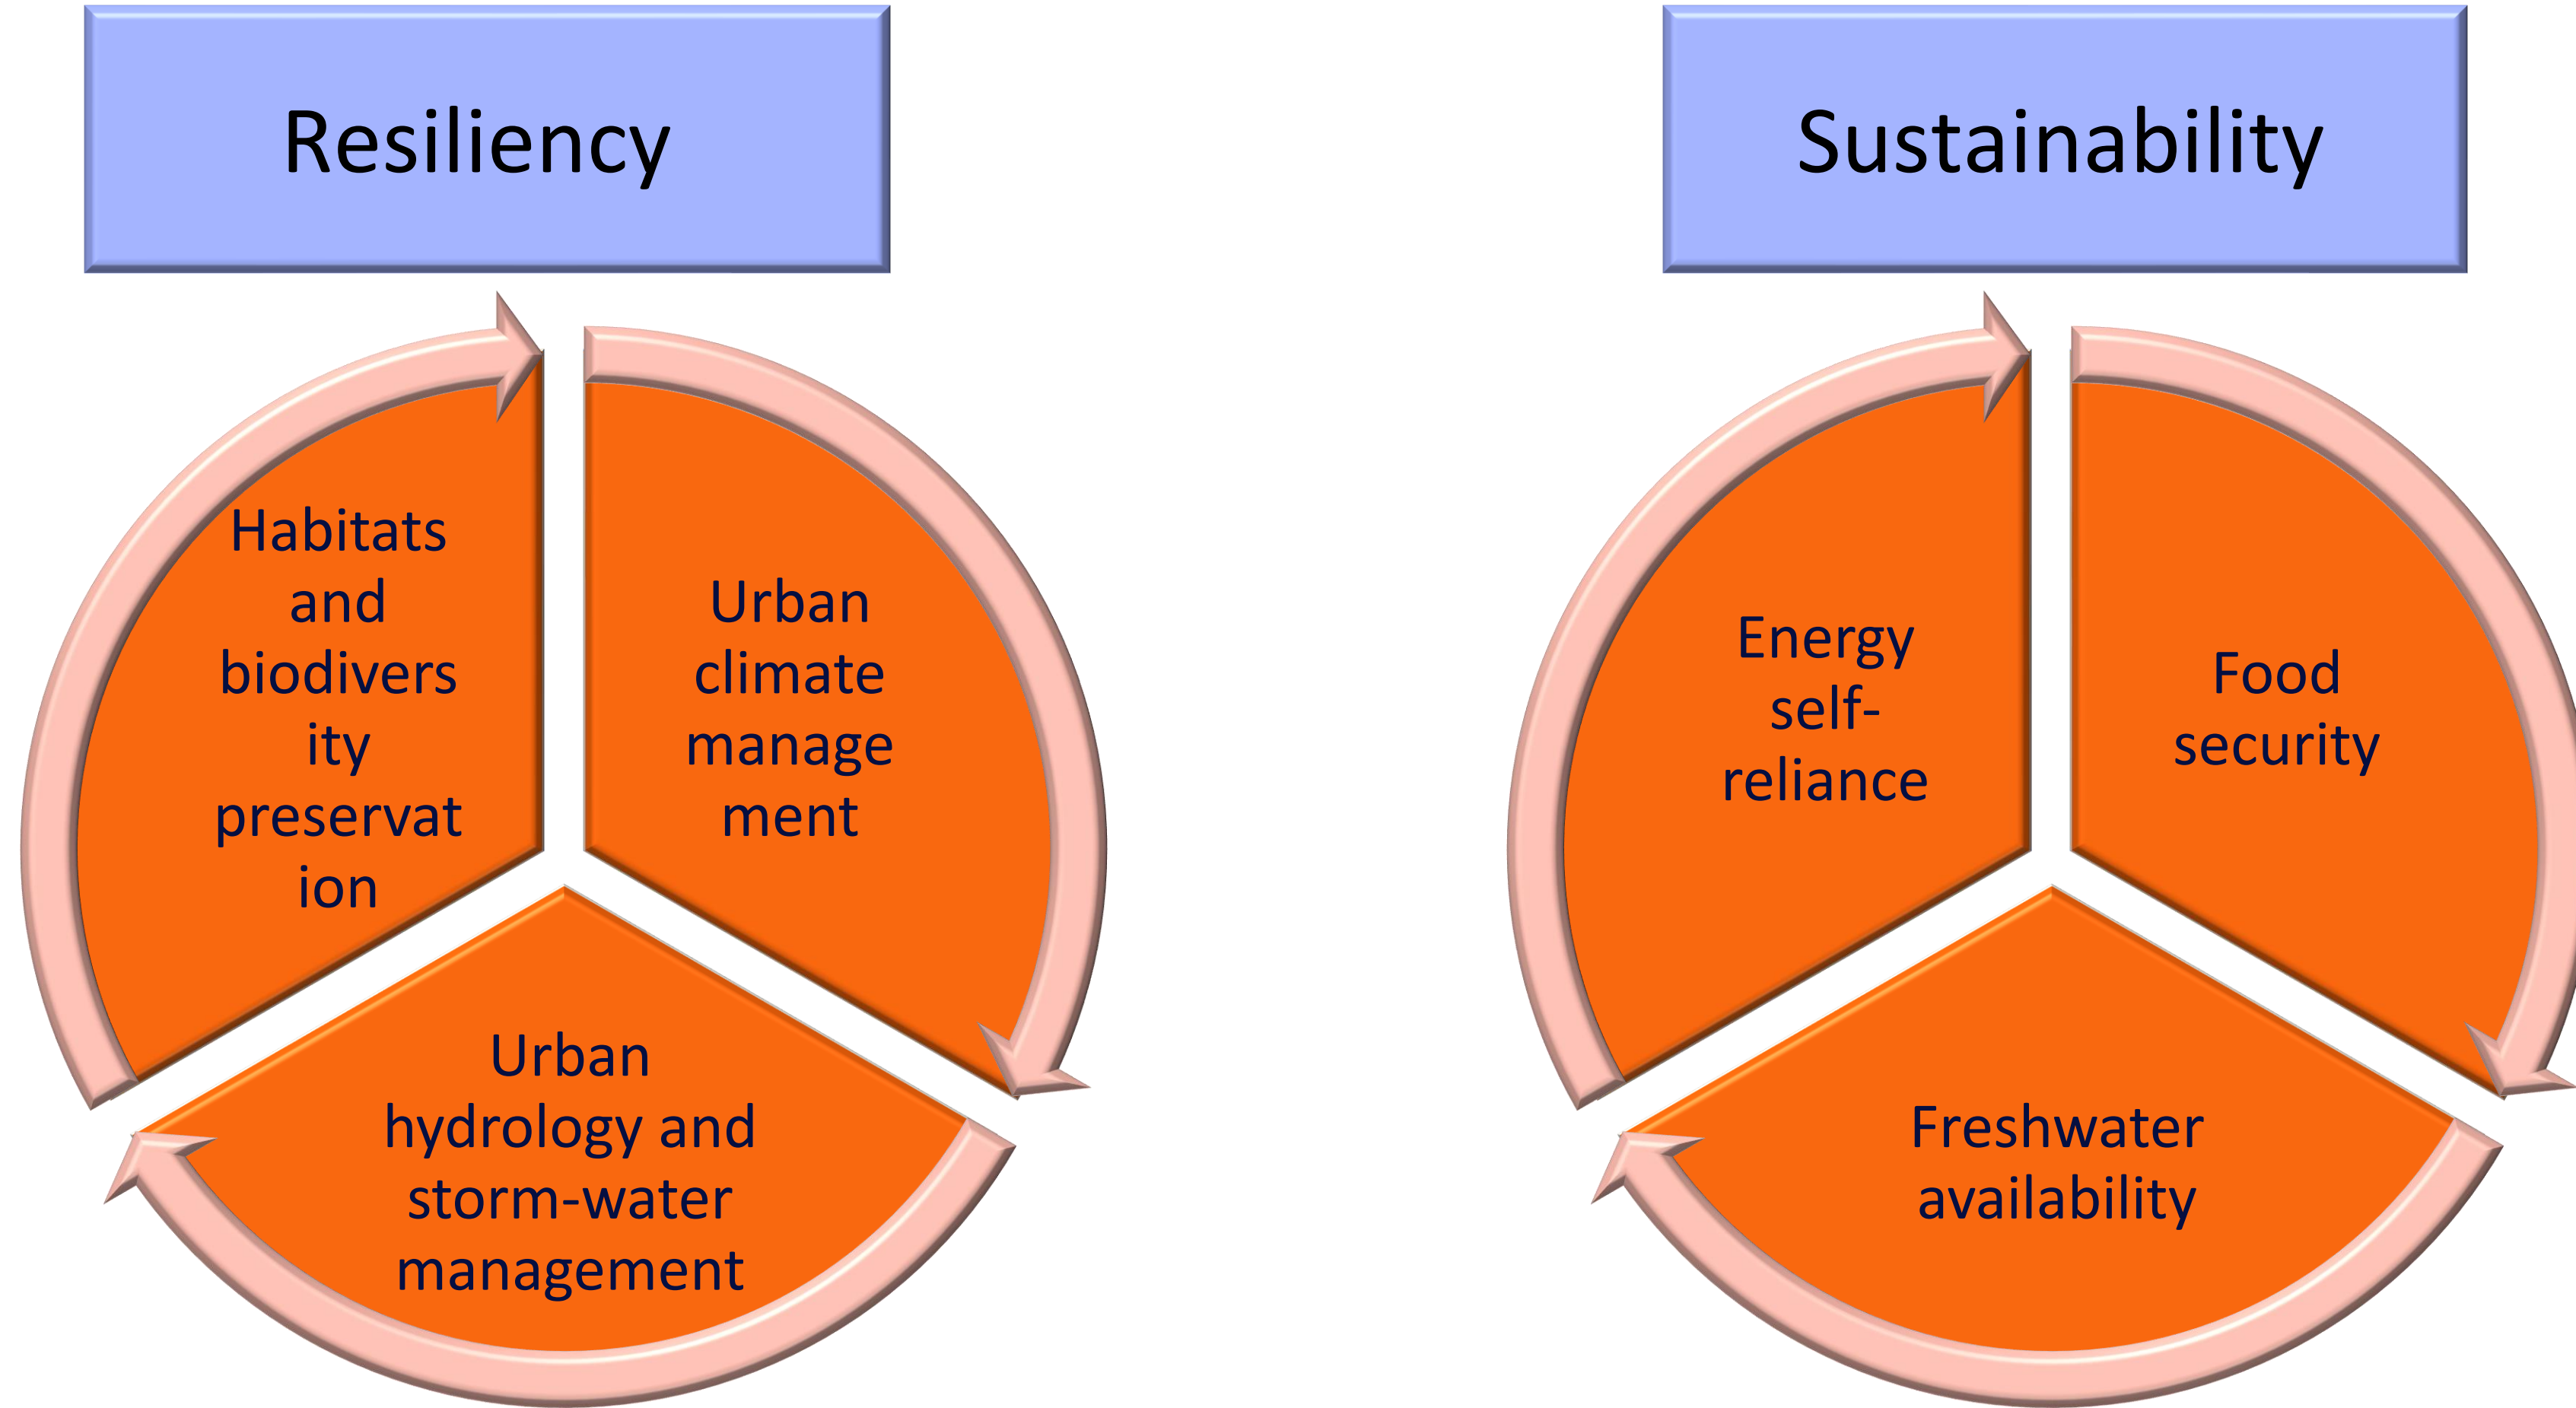 Resiliency
Habitats
and
biodivers
ity
preservat
ion
Urban
climate
manage
ment
Urban
hydrology and
storm-water
management
Sustainability
Energy
self-
reliance
Food
security
Freshwater
availability